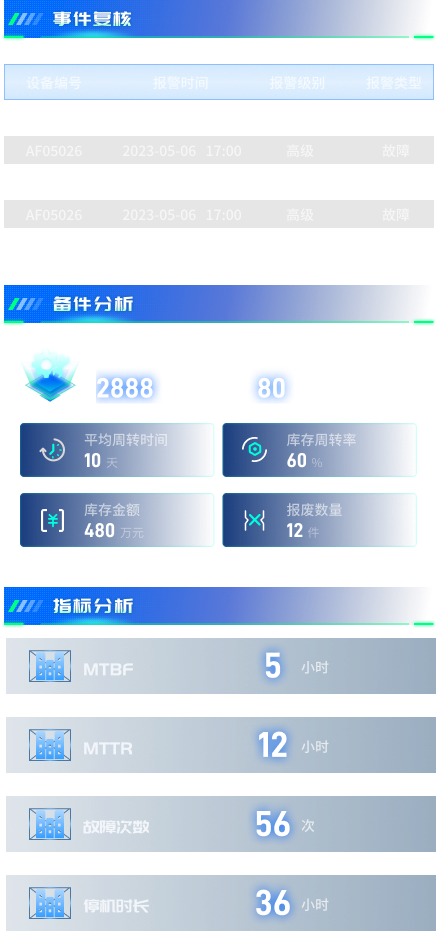 事件复核
设备编号 报警时间 报警级别 报警类型
AF05026 2023-05-06 17:00 高级 故障
AF05026 2023-05-06 17:00 高级 故障
备件分析
2888 80
平均周转时间 库存周转率
10 天 60 %
库存金额 报废数量
480 万元 12 件
指标分析
MTBF 5 小时
MTTR 12 小时
故障次数 56 次
停机时长 36 小时